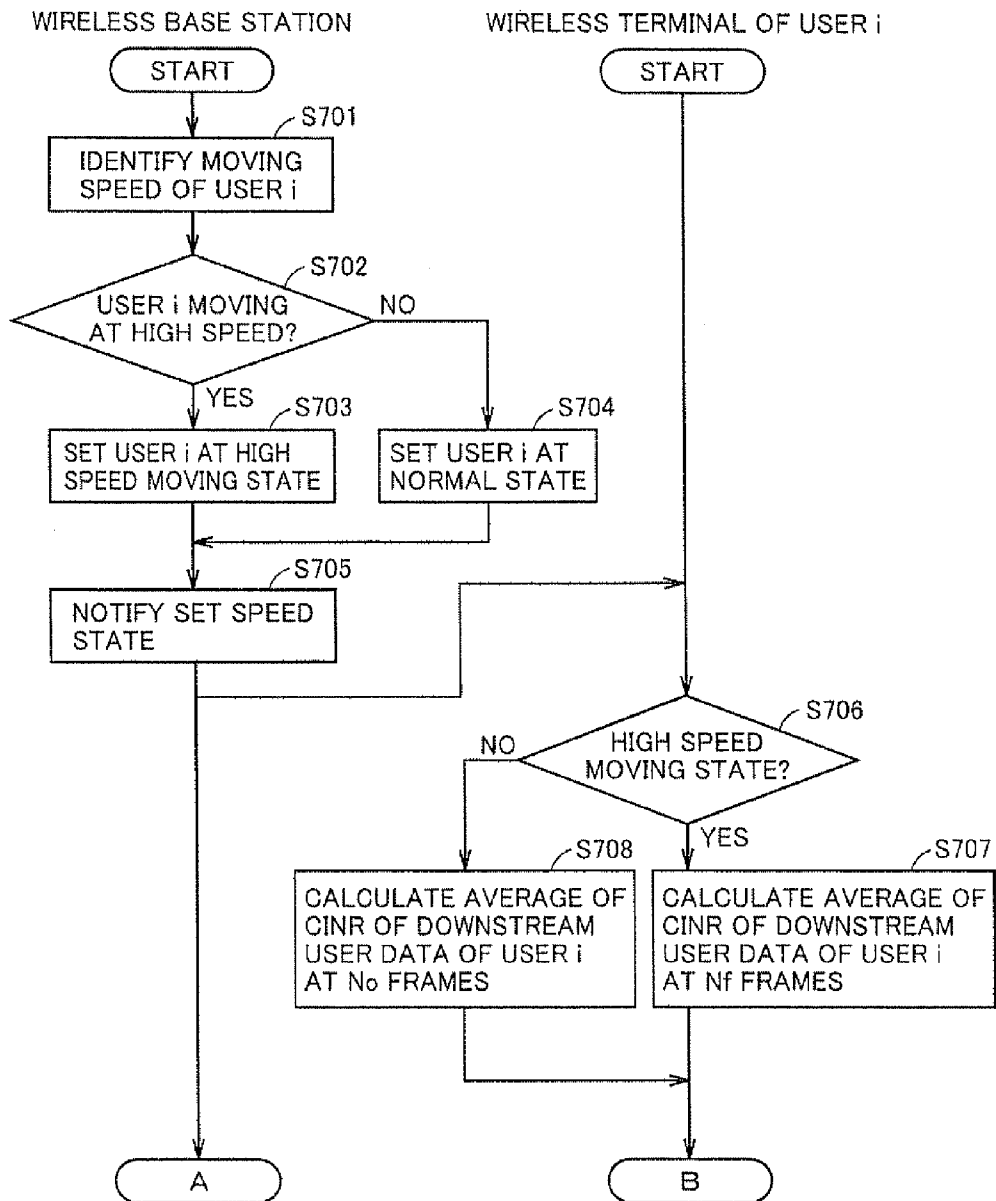 WIRELESS BASE STATION
WIRELESS TERMINAL OF USER i
START
START
S701
IDENTIFY MOVING
SPEED OF USER i
S702
USER i MOVING
AT HIGH SPEED?
NO
YES
S703
SET USER i AT HIGH
SPEED MOVING STATE
S704
SET USER i AT
NORMAL STATE
S705
NOTIFY SET SPEED
STATE
S706
HIGH SPEED
MOVING STATE?
NO
YES
S708
CALCULATE AVERAGE OF
CINR OF DOWNSTREAM
USER DATA OF USER i
AT No FRAMES
S707
CALCULATE AVERAGE OF
CINR OF DOWNSTREAM
USER DATA OF USER i
AT Nf FRAMES
A
B